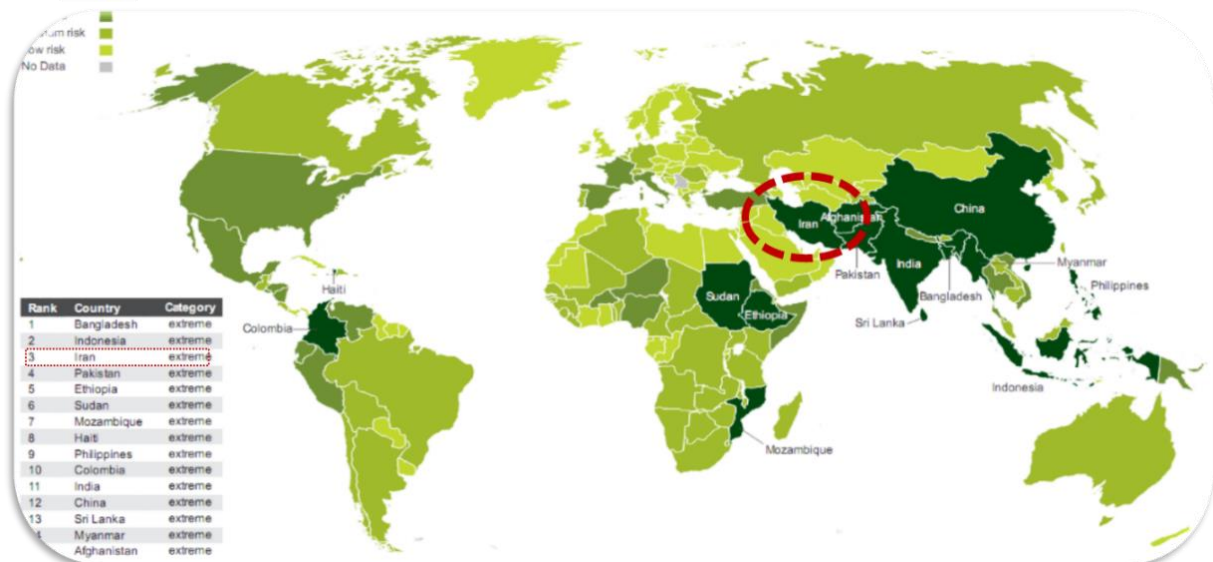 risk
risk
No Data
Iran
Afghanistan
China
India
Pakistan
Bangladesh
Myanmar
Philippines
Sri Lanka
Indonesia
Haiti
Colombia
Sudan
Ethiopia
Mozambique
Rank Country Category
1 Bangladesh extreme
2 Indonesia extreme
3 Iran extreme
4 Pakistan extreme
5 Ethiopia extreme
6 Sudan extreme
7 Mozambique extreme
8 Haiti extreme
9 Philippines extreme
10 Colombia extreme
11 India extreme
12 China extreme
13 Sri Lanka extreme
Myanmar extreme
Afghanistan extreme